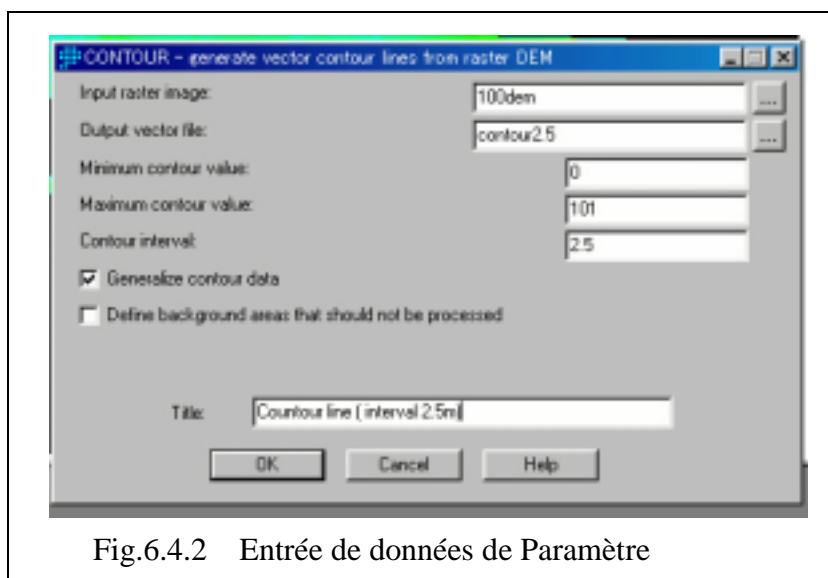 CONTOUR - generate vector contour lines from raster DEM
Input raster image: 100dem ...
Output vector file: contour2.5 ...
Minimum contour value: 0
Maximum contour value: 101
Contour interval: 2.5
Generalize contour data
Define background areas that should not be processed
Title: Countour line ( interval 2.5m
OK Cancel Help
Fig.6.4.2 Entrée de données de Paramètre